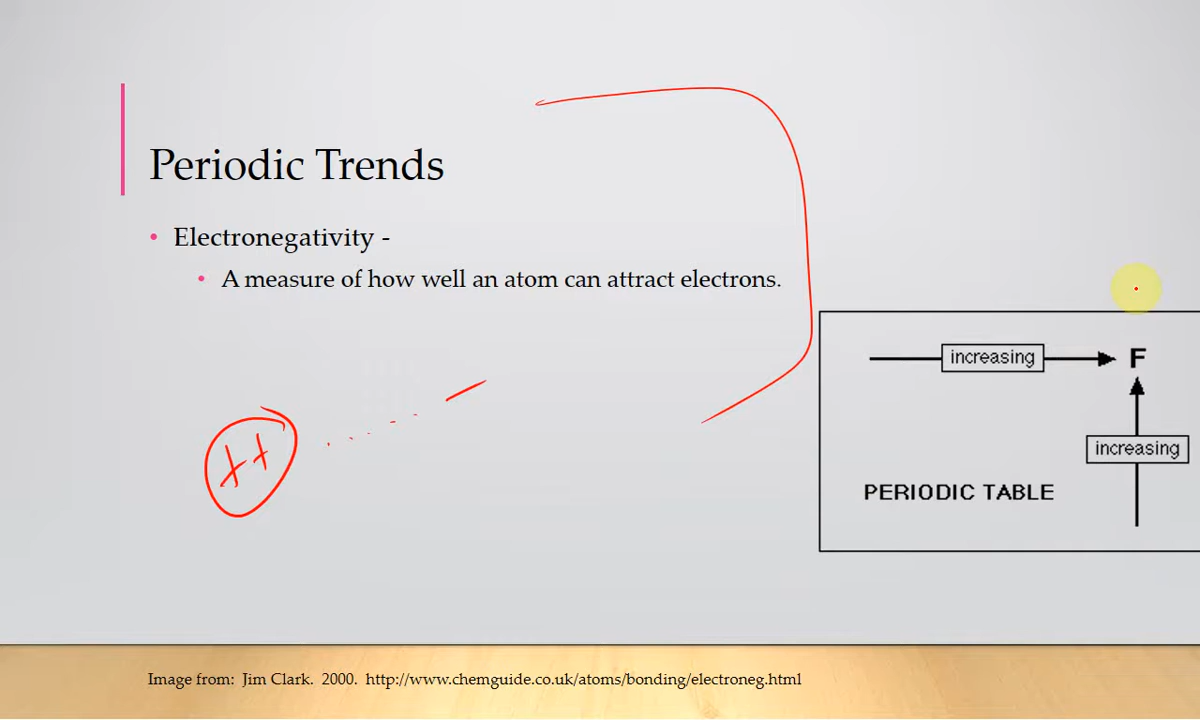 Periodic Trends
• Electronegativity -
• A measure of how well an atom can attract electrons.
increasing F
increasing
++
PERIODIC TABLE
Image from: Jim Clark. 2000. http://www.chemguide.co.uk/atoms/bonding/electroneg.html